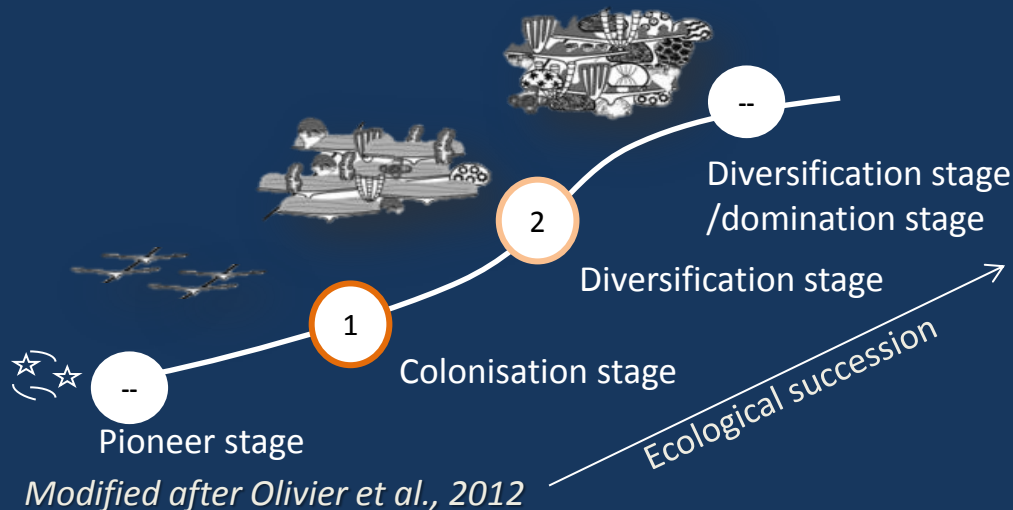 --
Diversification stage
/domination stage
2
Diversification stage
1
Colonisation stage
Ecological succession
--
Pioneer stage
Modified after Olivier et al., 2012